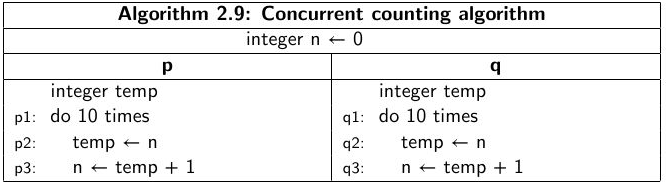 Algorithm 2.9: Concurrent counting algorithm
integer n ← 0
p q
integer temp integer temp
p1: do 10 times q1: do 10 times
p2: temp ← n q2: temp ← n
p3: n ← temp + 1 q3: n ← temp + 1